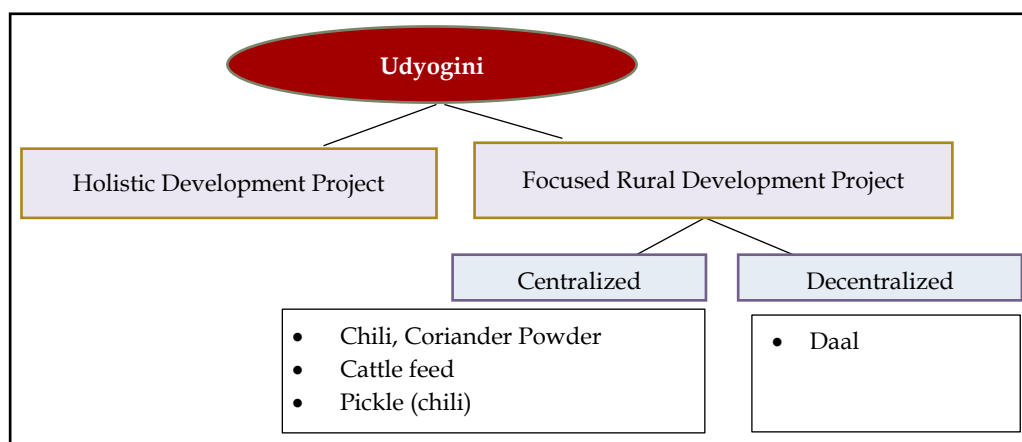 Udyogini
Holistic Development Project
Focused Rural Development Project
Centralized
Decentralized
• Chili, Coriander Powder
• Cattle feed
• Pickle (chili)
• Daal